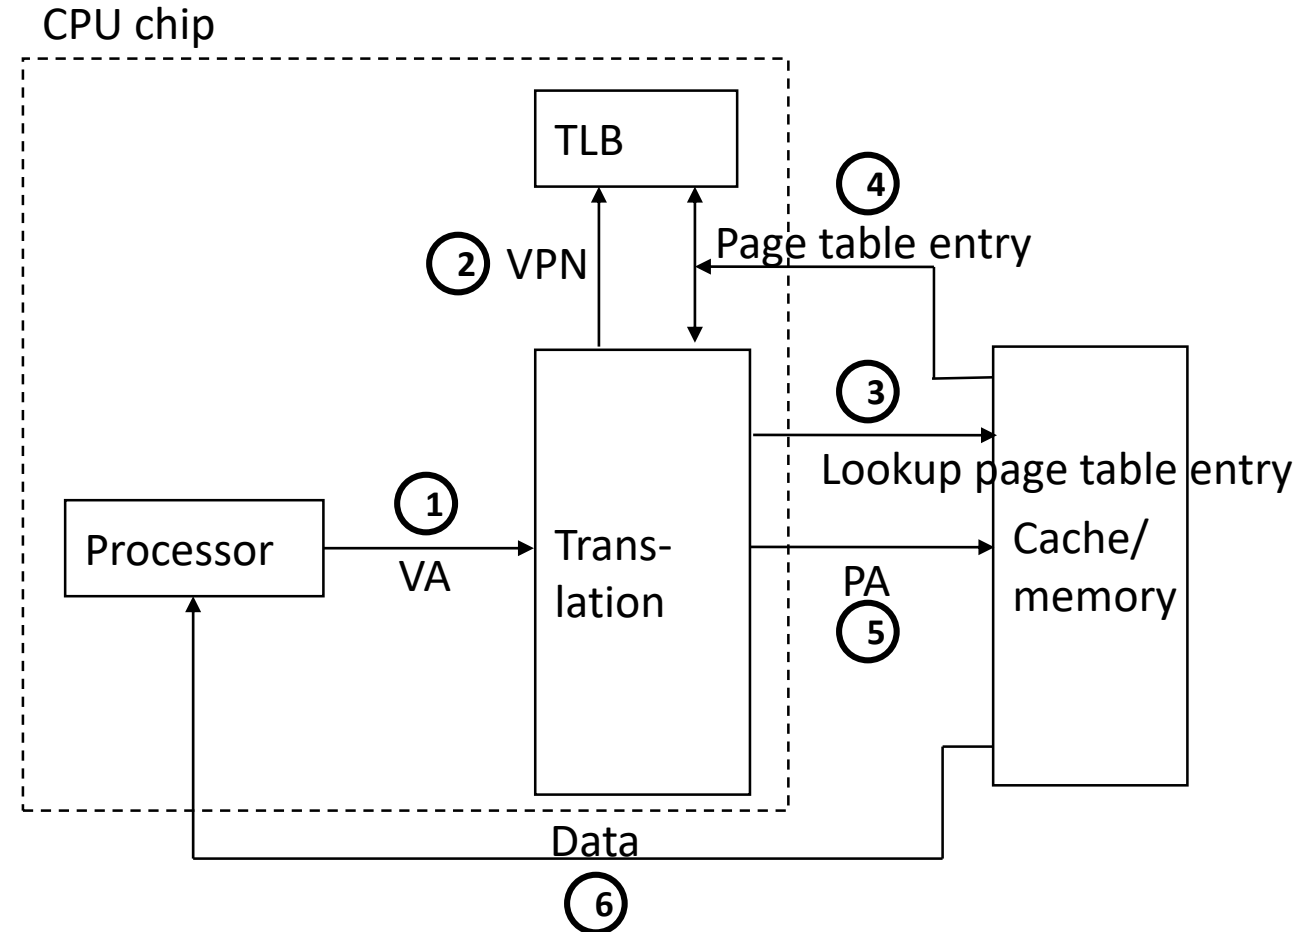 CPU chip
TLB
4
Page table entry
2 VPN
3
Lookup page table entry
1
Processor
VA
Trans-
lation
Cache/
memory
PA
5
Data
6